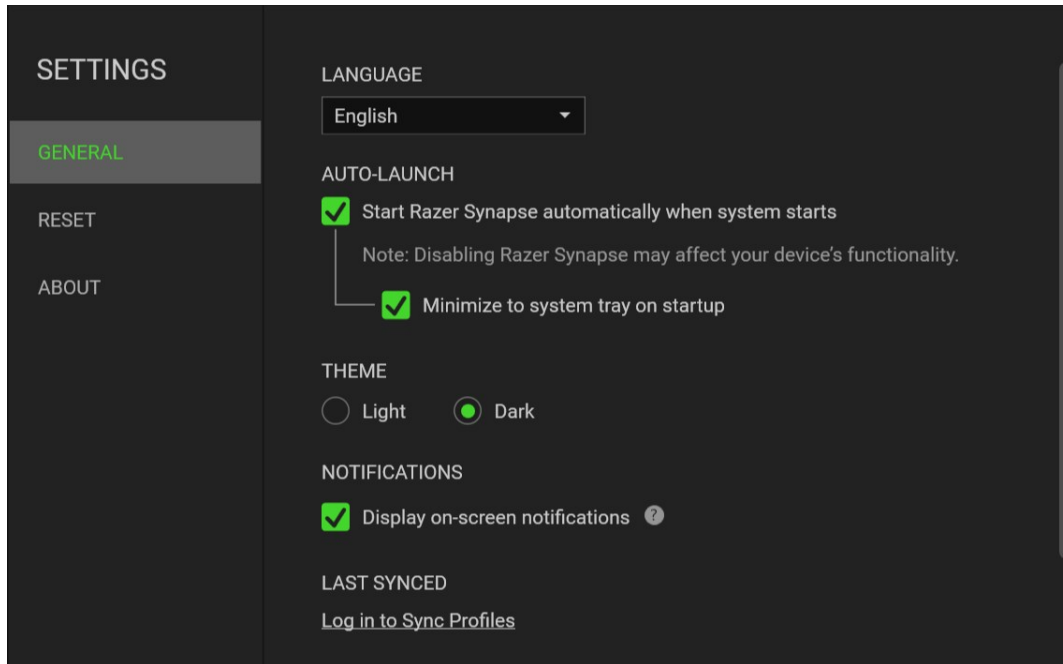 SETTINGS
GENERAL
RESET
ABOUT
LANGUAGE
English
AUTO-LAUNCH
Start Razer Synapse automatically when system starts
Note: Disabling Razer Synapse may affect your device’s functionality.
Minimize to system tray on startup
THEME
Light Dark
NOTIFICATIONS
Display on-screen notifications ?
LAST SYNCED
Log in to Sync Profiles